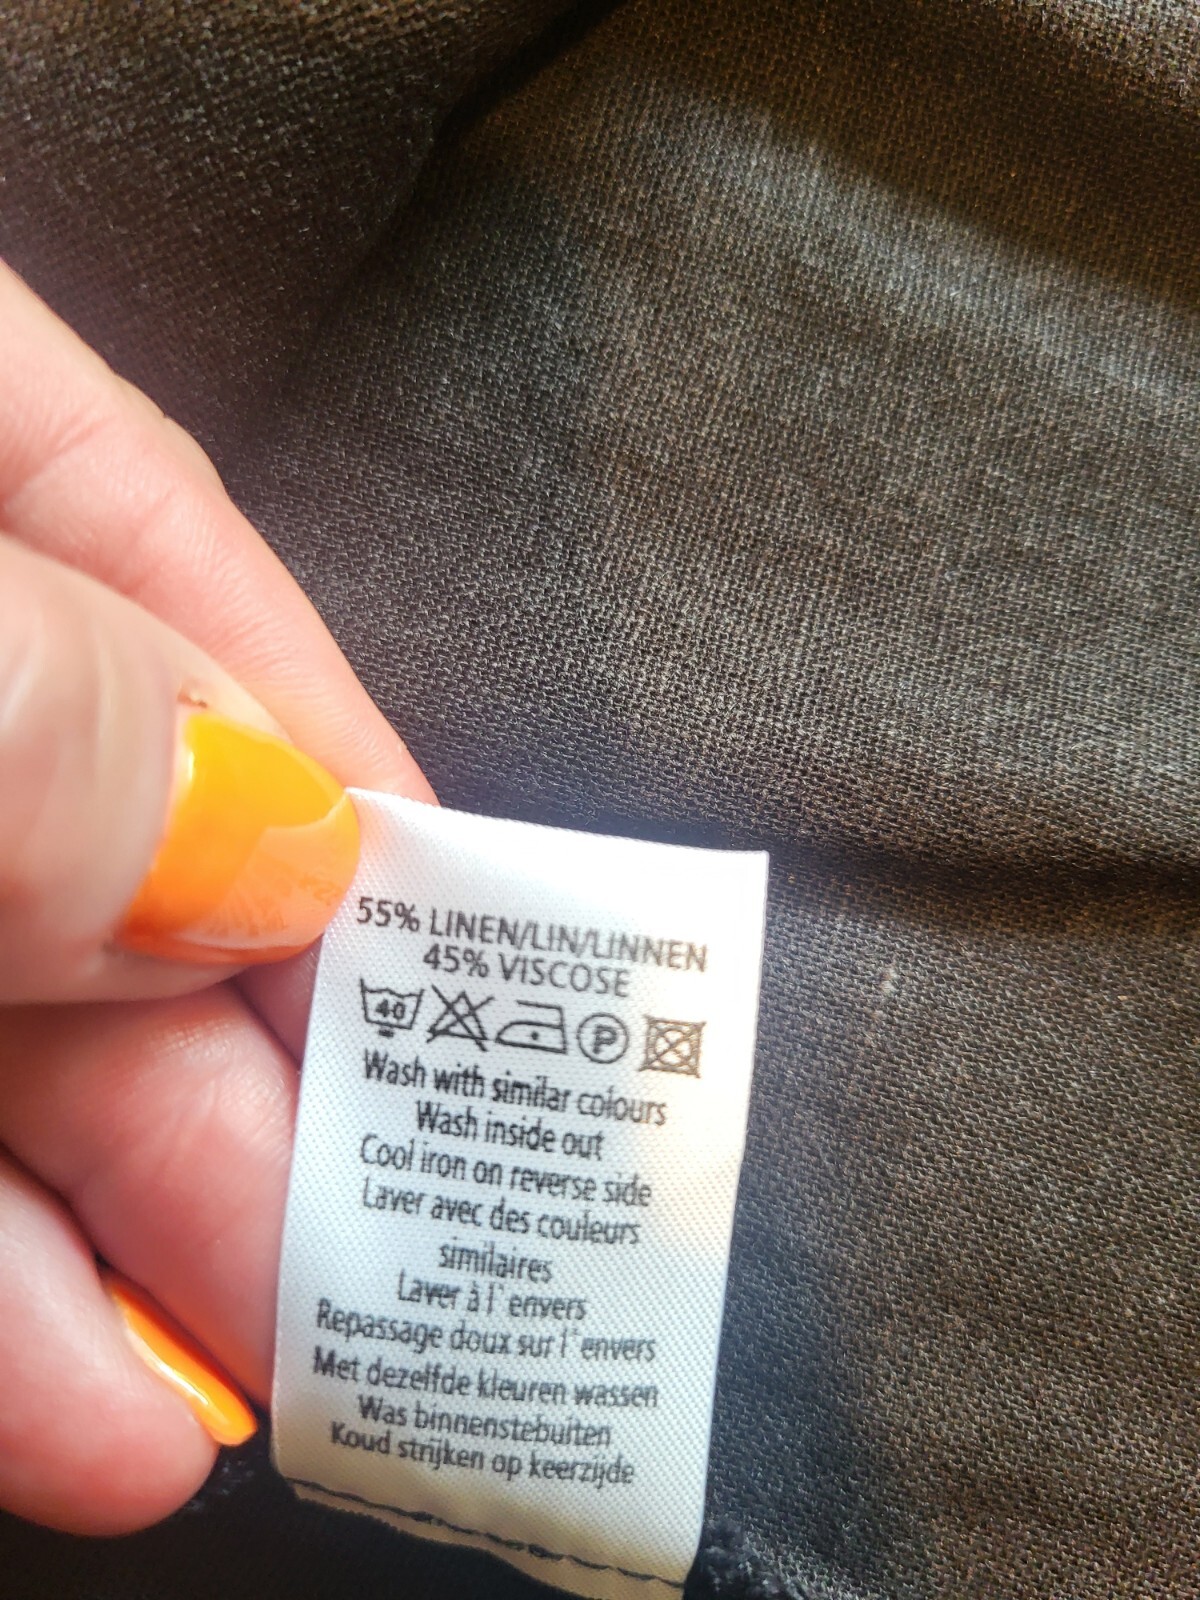 55% LINEN/LIN/LINNEN
45% VISCOSE
40 P
Wash with similar colours
Wash inside out
Cool iron on reverse side
Laver avec des couleurs
similaires
Laver à l'envers
Repassage doux sur l'envers
Met dezelfde kleuren wassen
Was binnenstebuiten
Koud strijken op keerzijde